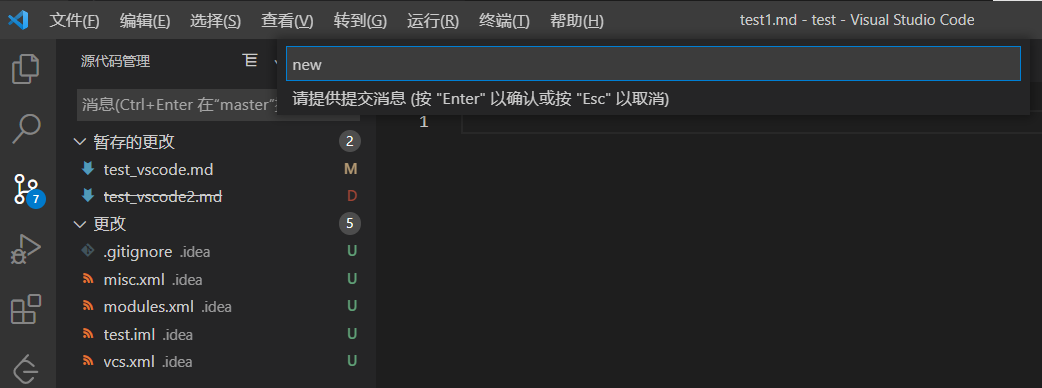 文件(F) 编辑(E) 选择(S) 查看(V) 转到(G) 运行(R) 终端(T) 帮助(H) test1.md - test - Visual Studio Code
源代码管理
new
请提供提交消息 (按 "Enter" 以确认或按 "Esc" 以取消)
消息(Ctrl+Enter 在“master”
1
暂存的更改 2
test_vscode.md M
test_vscode2.md D
更改 5
.gitignore .idea U
misc.xml .idea U
modules.xml .idea U
test.iml .idea U
vcs.xml .idea U
7